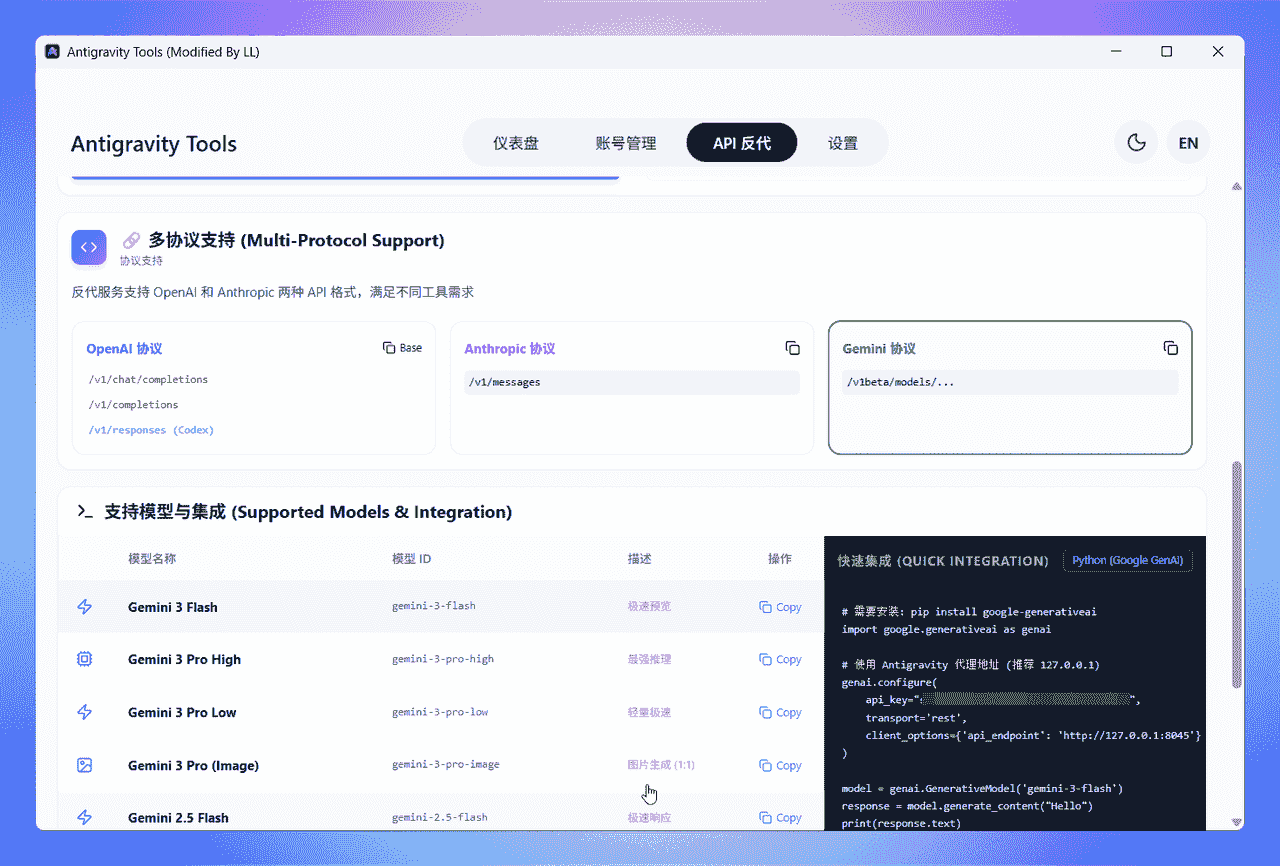 Antigravity Tools (Modified By LL)
Antigravity Tools
仪表盘 账号管理 API 反代 设置
EN
多协议支持 (Multi-Protocol Support)
协议支持
反代服务支持 OpenAI 和 Anthropic 两种 API 格式，满足不同工具需求
OpenAI 协议 Base
/v1/chat/completions
/v1/completions
/v1/responses (Codex)
Anthropic 协议
/v1/messages
Gemini 协议
/v1beta/models/...
支持模型与集成 (Supported Models & Integration)
模型名称 模型 ID 描述 操作
Gemini 3 Flash gemini-3-flash 极速预览 Copy
Gemini 3 Pro High gemini-3-pro-high 最强推理 Copy
Gemini 3 Pro Low gemini-3-pro-low 轻量极速 Copy
Gemini 3 Pro (Image) gemini-3-pro-image 图片生成 (1:1) Copy
Gemini 2.5 Flash gemini-2.5-flash 极速响应 Copy
快速集成 (QUICK INTEGRATION) Python (Google GenAI)
# 需要安装: pip install google-generativeai
import google.generativeai as genai
# 使用 Antigravity 代理地址 (推荐 127.0.0.1)
genai.configure(
api_key="",
transport='rest',
client_options={'api_endpoint': 'http://127.0.0.1:8045'}
)
model = genai.GenerativeModel('gemini-3-flash')
response = model.generate_content("Hello")
print(response.text)